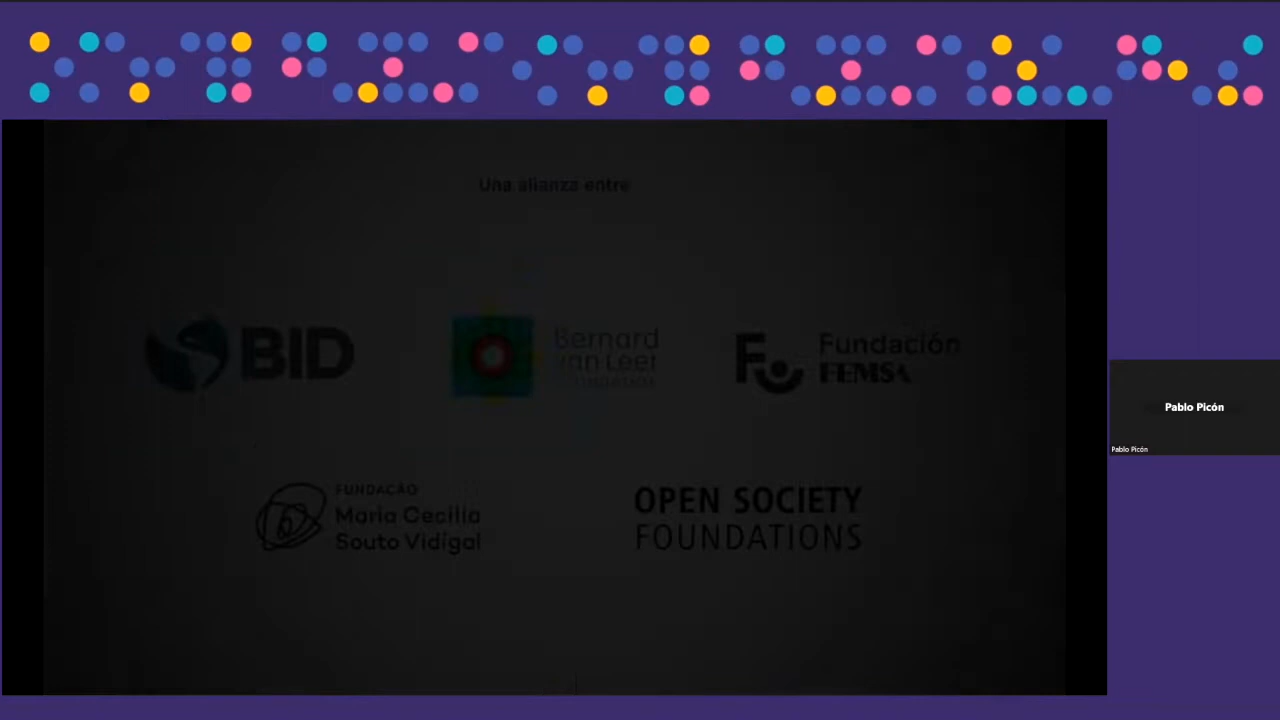 Una alianza entre
BID
Bernard
van Leer
Fundación
FEMSA
FUNDAÇÃO
Maria Cecilia
Souto Vidigal
OPEN SOCIETY
FOUNDATIONS
Pablo Picón
Pablo Picón